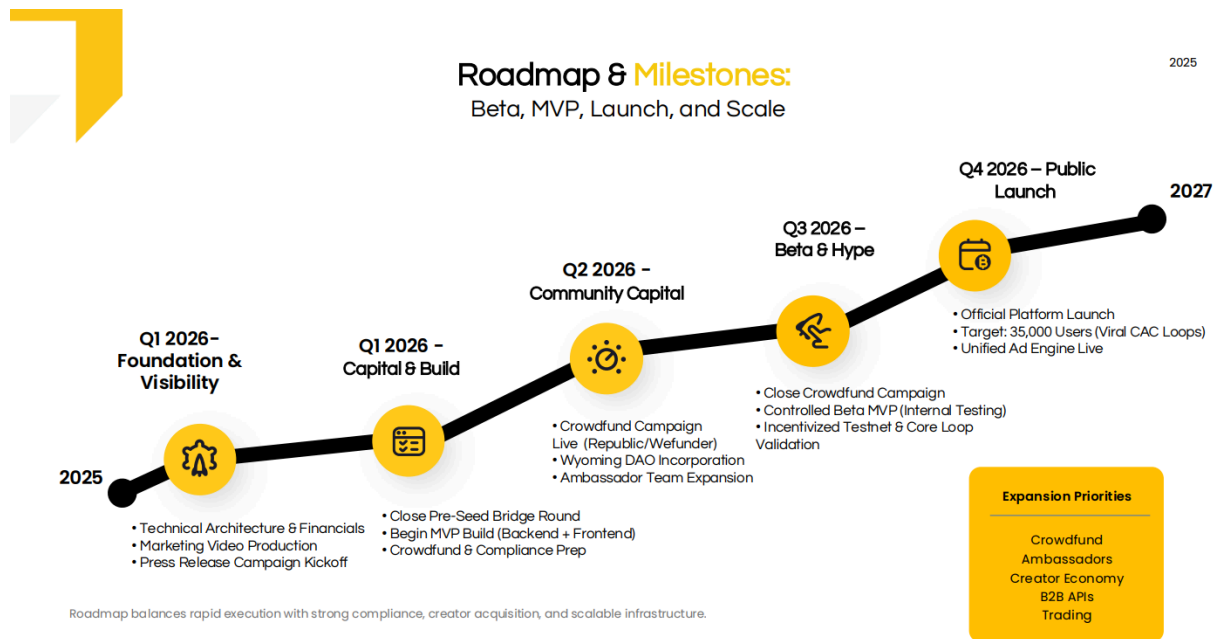 2025
Roadmap & Milestones:
Beta, MVP, Launch, and Scale
Q4 2026 – Public
Launch
2027
Q3 2026 –
Beta & Hype
Q2 2026 -
Community Capital
Q1 2026-
Foundation &
Visibility
Q1 2026 -
Capital & Build
2025
• Official Platform Launch
• Target: 35,000 Users (Viral CAC Loops)
• Unified Ad Engine Live
• Close Crowdfund Campaign
• Controlled Beta MVP (Internal Testing)
• Incentivized Testnet & Core Loop
Validation
• Crowdfund Campaign
Live (Republic/Wefunder)
• Wyoming DAO Incorporation
• Ambassador Team Expansion
• Close Pre-Seed Bridge Round
• Begin MVP Build (Backend + Frontend)
• Crowdfund & Compliance Prep
• Technical Architecture & Financials
• Marketing Video Production
• Press Release Campaign Kickoff
Expansion Priorities
Crowdfund
Ambassadors
Creator Economy
B2B APIs
Trading
Roadmap balances rapid execution with strong compliance, creator acquisition, and scalable infrastructure.